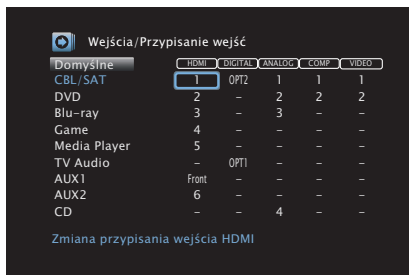 Wejścia/Przypisanie wejść
Domyślne HDMI DIGITAL ANALOG COMP VIDEO
CBL/SAT 1 OPT2 1 1 1
DVD 2 – 2 2 2
Blu-ray 3 – 3 – –
Game 4 – – – –
Media Player 5 – – – –
TV Audio – OPT1 – – –
AUX1 Front – – – –
AUX2 6 – – – –
CD – – 4 – –
Zmiana przypisania wejścia HDMI